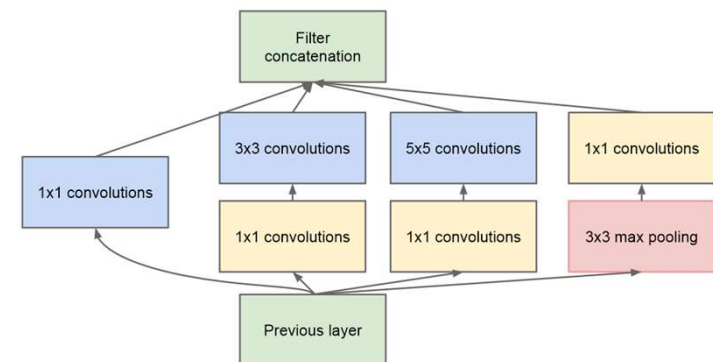 Filter
concatenation
3x3 convolutions
5x5 convolutions
1x1 convolutions
1x1 convolutions
1x1 convolutions
1x1 convolutions
3x3 max pooling
Previous layer